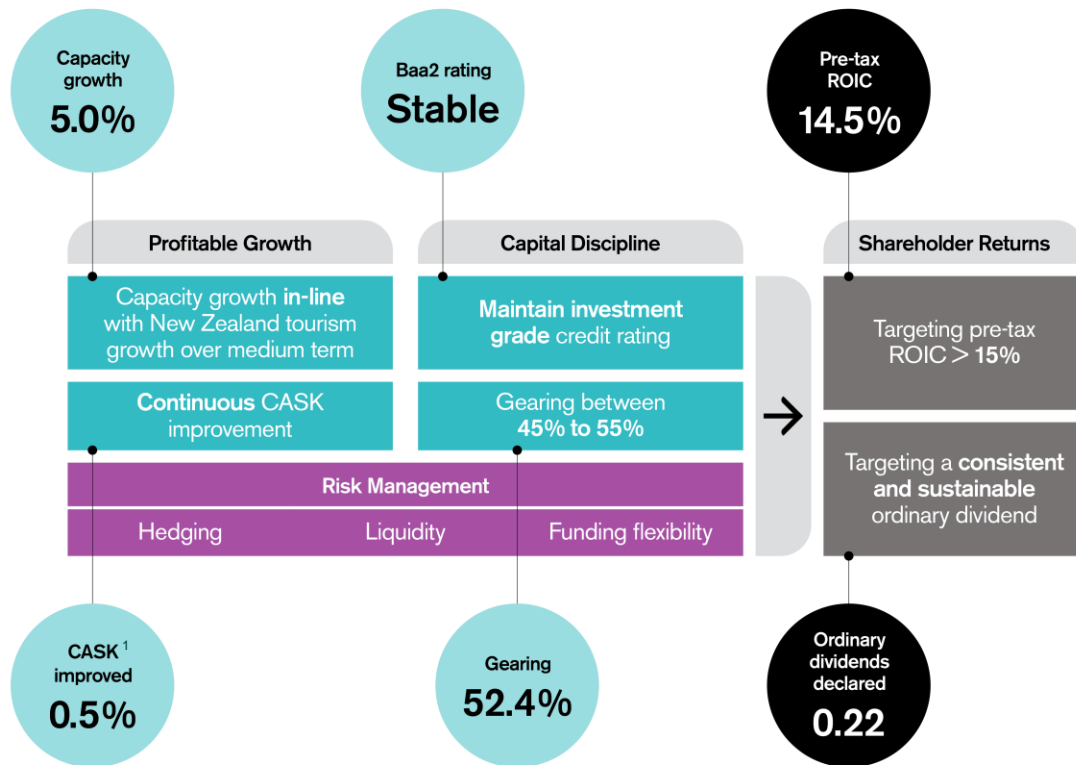 Capacity
growth
5.0%
Baa2 rating
Stable
Pre-tax
ROIC
14.5%
Profitable Growth
Capital Discipline
Shareholder Returns
Capacity growth in-line
with New Zealand tourism
growth over medium term
Maintain investment
grade credit rating
Targeting pre-tax
ROIC > 15%
Continuous CASK
improvement
Gearing between
45% to 55%
Targeting a consistent
and sustainable
ordinary dividend
Risk Management
Hedging
Liquidity
Funding flexibility
CASK 1
improved
0.5%
Gearing
52.4%
Ordinary
dividends
declared
0.22